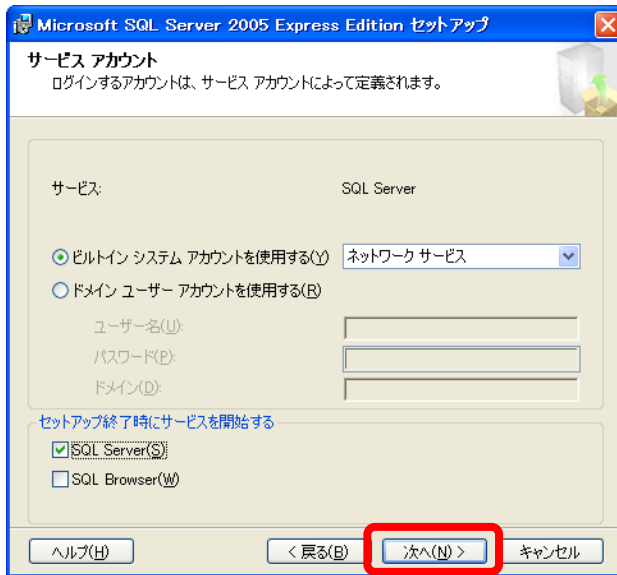 Microsoft SQL Server 2005 Express Edition セットアップ
サービス アカウント
ログインするアカウントは、サービス アカウントによって定義されます。
サービス: SQL Server
ビルトイン システム アカウントを使用する(Y) ネットワーク サービス
ドメイン ユーザー アカウントを使用する(R)
ユーザー名(U):
パスワード(P):
ドメイン(D):
セットアップ終了時にサービスを開始する
SQL Server(S)
SQL Browser(W)
ヘルプ(H) < 戻る(B) 次へ(N) > キャンセル